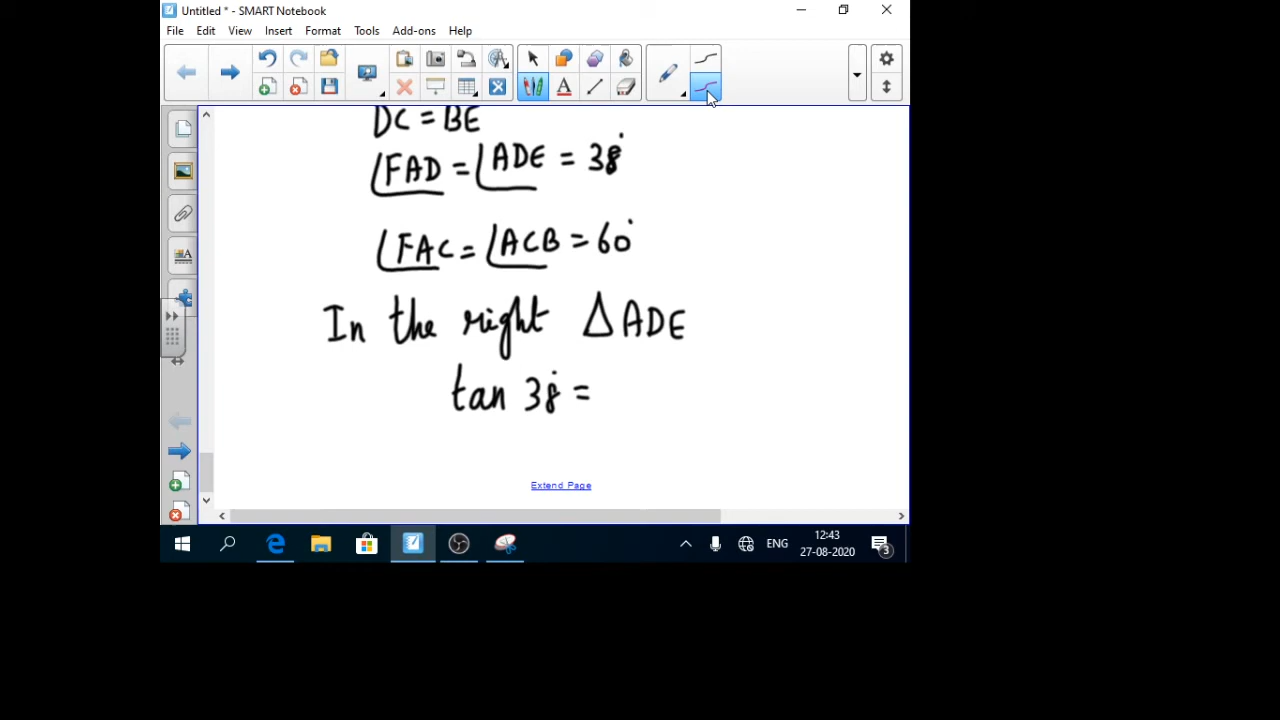 Untitled * - SMART Notebook
File Edit View Insert Format Tools Add-ons Help
DC = BE
∠FAD = ∠ADE = 38°
∠FAC = ∠ACB = 60°
In the right △ADE
tan 38° =
Extend Page
ENG
12:43
27-08-2020
3